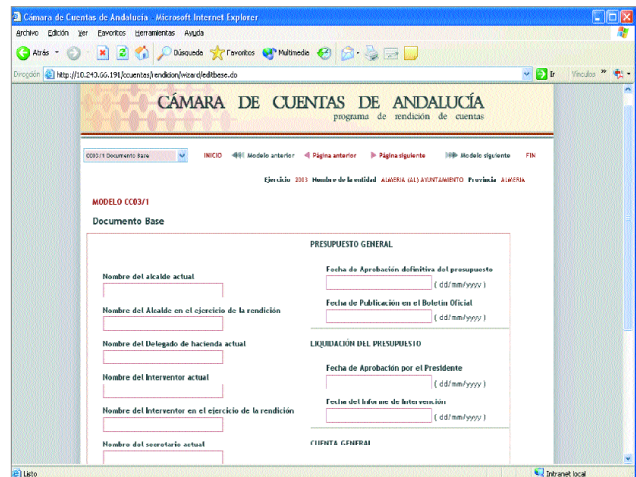 Cámara de Cuentas de Andalucía - Microsoft Internet Explorer
Archivo Edición Ver Favoritos Herramientas Ayuda
Atrás Búsqueda Favoritos Multimedia
Dirección http://10.240.66.191/ccuentas/rendicion/wizard/editbase.do Ir Vínculos »
CÁMARA DE CUENTAS DE ANDALUCÍA
programa de rendición de cuentas
CC03/1 Documento Base INICIO Modelo anterior Página anterior Página siguiente Modelo siguiente FIN
Ejercicio 2003 Nombre de la entidad ALMERIA (AL) AYUNTAMIENTO Provincia ALMERIA
MODELO CC03/1
Documento Base
PRESUPUESTO GENERAL
Nombre del alcalde actual
Fecha de Aprobación definitiva del presupuesto
( dd/mm/yyyy )
Nombre del Alcalde en el ejercicio de la rendición
Fecha de Publicación en el Boletín Oficial
( dd/mm/yyyy )
Nombre del Delegado de hacienda actual
LIQUIDACIÓN DEL PRESUPUESTO
Nombre del Interventor actual
Fecha de Aprobación por el Presidente
( dd/mm/yyyy )
Nombre del Interventor en el ejercicio de la rendición
Fecha del Informe de Intervención
( dd/mm/yyyy )
Nombre del secretario actual
CUENTA GENERAL
Listo Intranet local